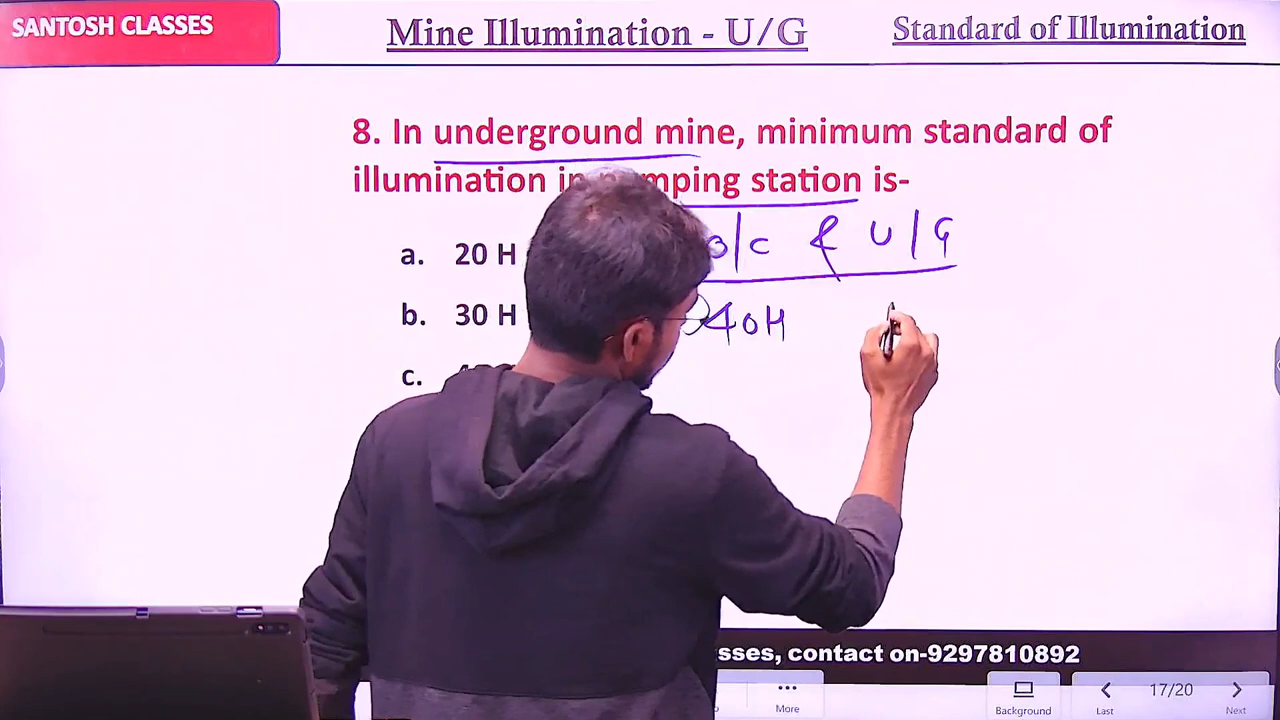 SANTOSH CLASSES
Mine Illumination - U/G
Standard of Illumination
8. In underground mine, minimum standard of
illumination in pumping station is-
o/c & U/G
a. 20 H
b. 30 H
40H
c.
sses, contact on-9297810892
More
Background
Last
17/20
Next